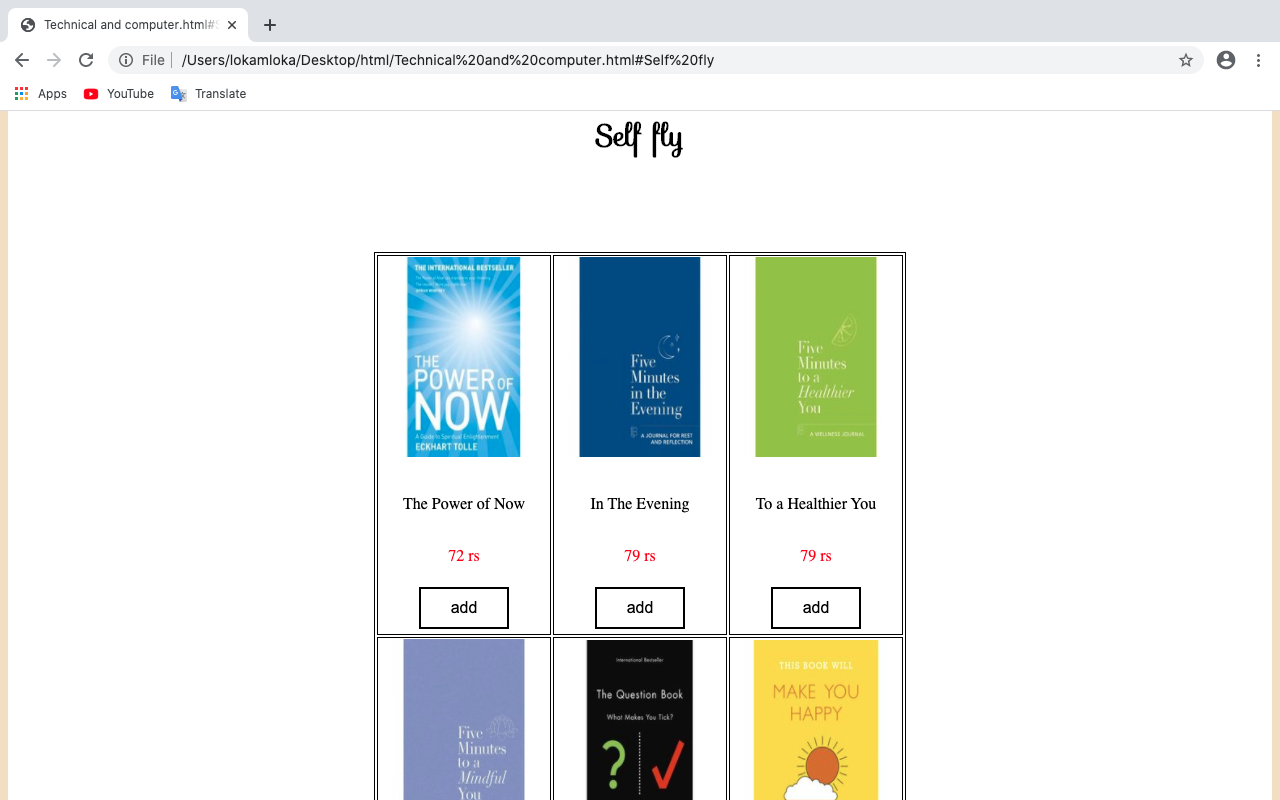 Technical and computer.html#S
File
/Users/lokamloka/Desktop/html/Technical%20and%20computer.html#Self%20fly
Apps
YouTube
Translate
Self fly
THE INTERNATIONAL BESTSELLER
THE
POWER OF
NOW
A Guide to Spiritual Enlightenment
ECKHART TOLLE
Five
Minutes
in the
Evening
A JOURNAL FOR REST
AND REFLECTION
Five
Minutes
to a
Healthier
You
A WELLNESS JOURNAL
The Power of Now
In The Evening
To a Healthier You
72 rs
79 rs
79 rs
add
add
add
Five
Minutes
to a
Mindful
You
International Bestseller
The Question Book
What Makes You Tick?
THIS BOOK WILL
MAKE YOU
HAPPY